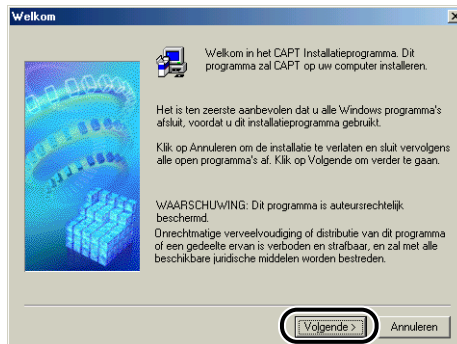 Welkom
Welkom in het CAPT Installatieprogramma. Dit
programma zal CAPT op uw computer installeren.
Het is ten zeerste aanbevolen dat u alle Windows programma's
afsluit, voordat u dit installatieprogramma gebruikt.
Klik op Annuleren om de installatie te verlaten en sluit vervolgens
alle open programma's af. Klik op Volgende om verder te gaan.
WAARSCHUWING: Dit programma is auteursrechtelijk
beschermd.
Onrechtmatige verveelvoudiging of distributie van dit programma
of een gedeelte ervan is verboden en strafbaar, en zal met alle
beschikbare juridische middelen worden bestreden.
Volgende > Annuleren